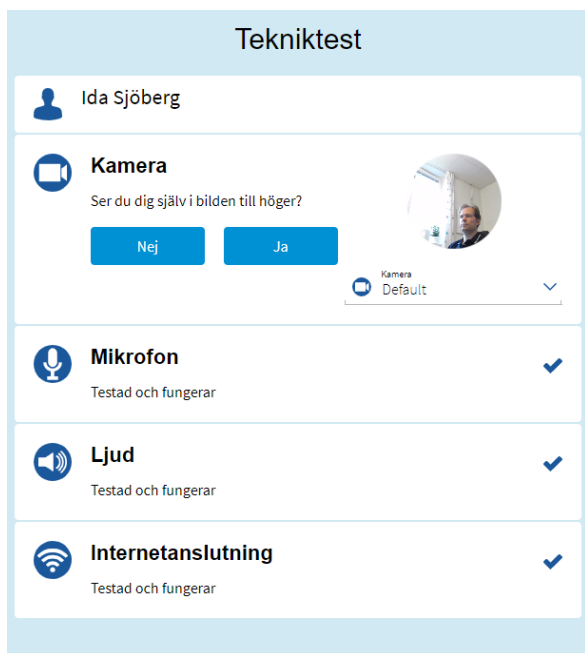 Tekniktest
Ida Sjöberg
Kamera
Ser du dig själv i bilden till höger?
Nej
Ja
Kamera
Default
Mikrofon
Testad och fungerar
Ljud
Testad och fungerar
Internetanslutning
Testad och fungerar